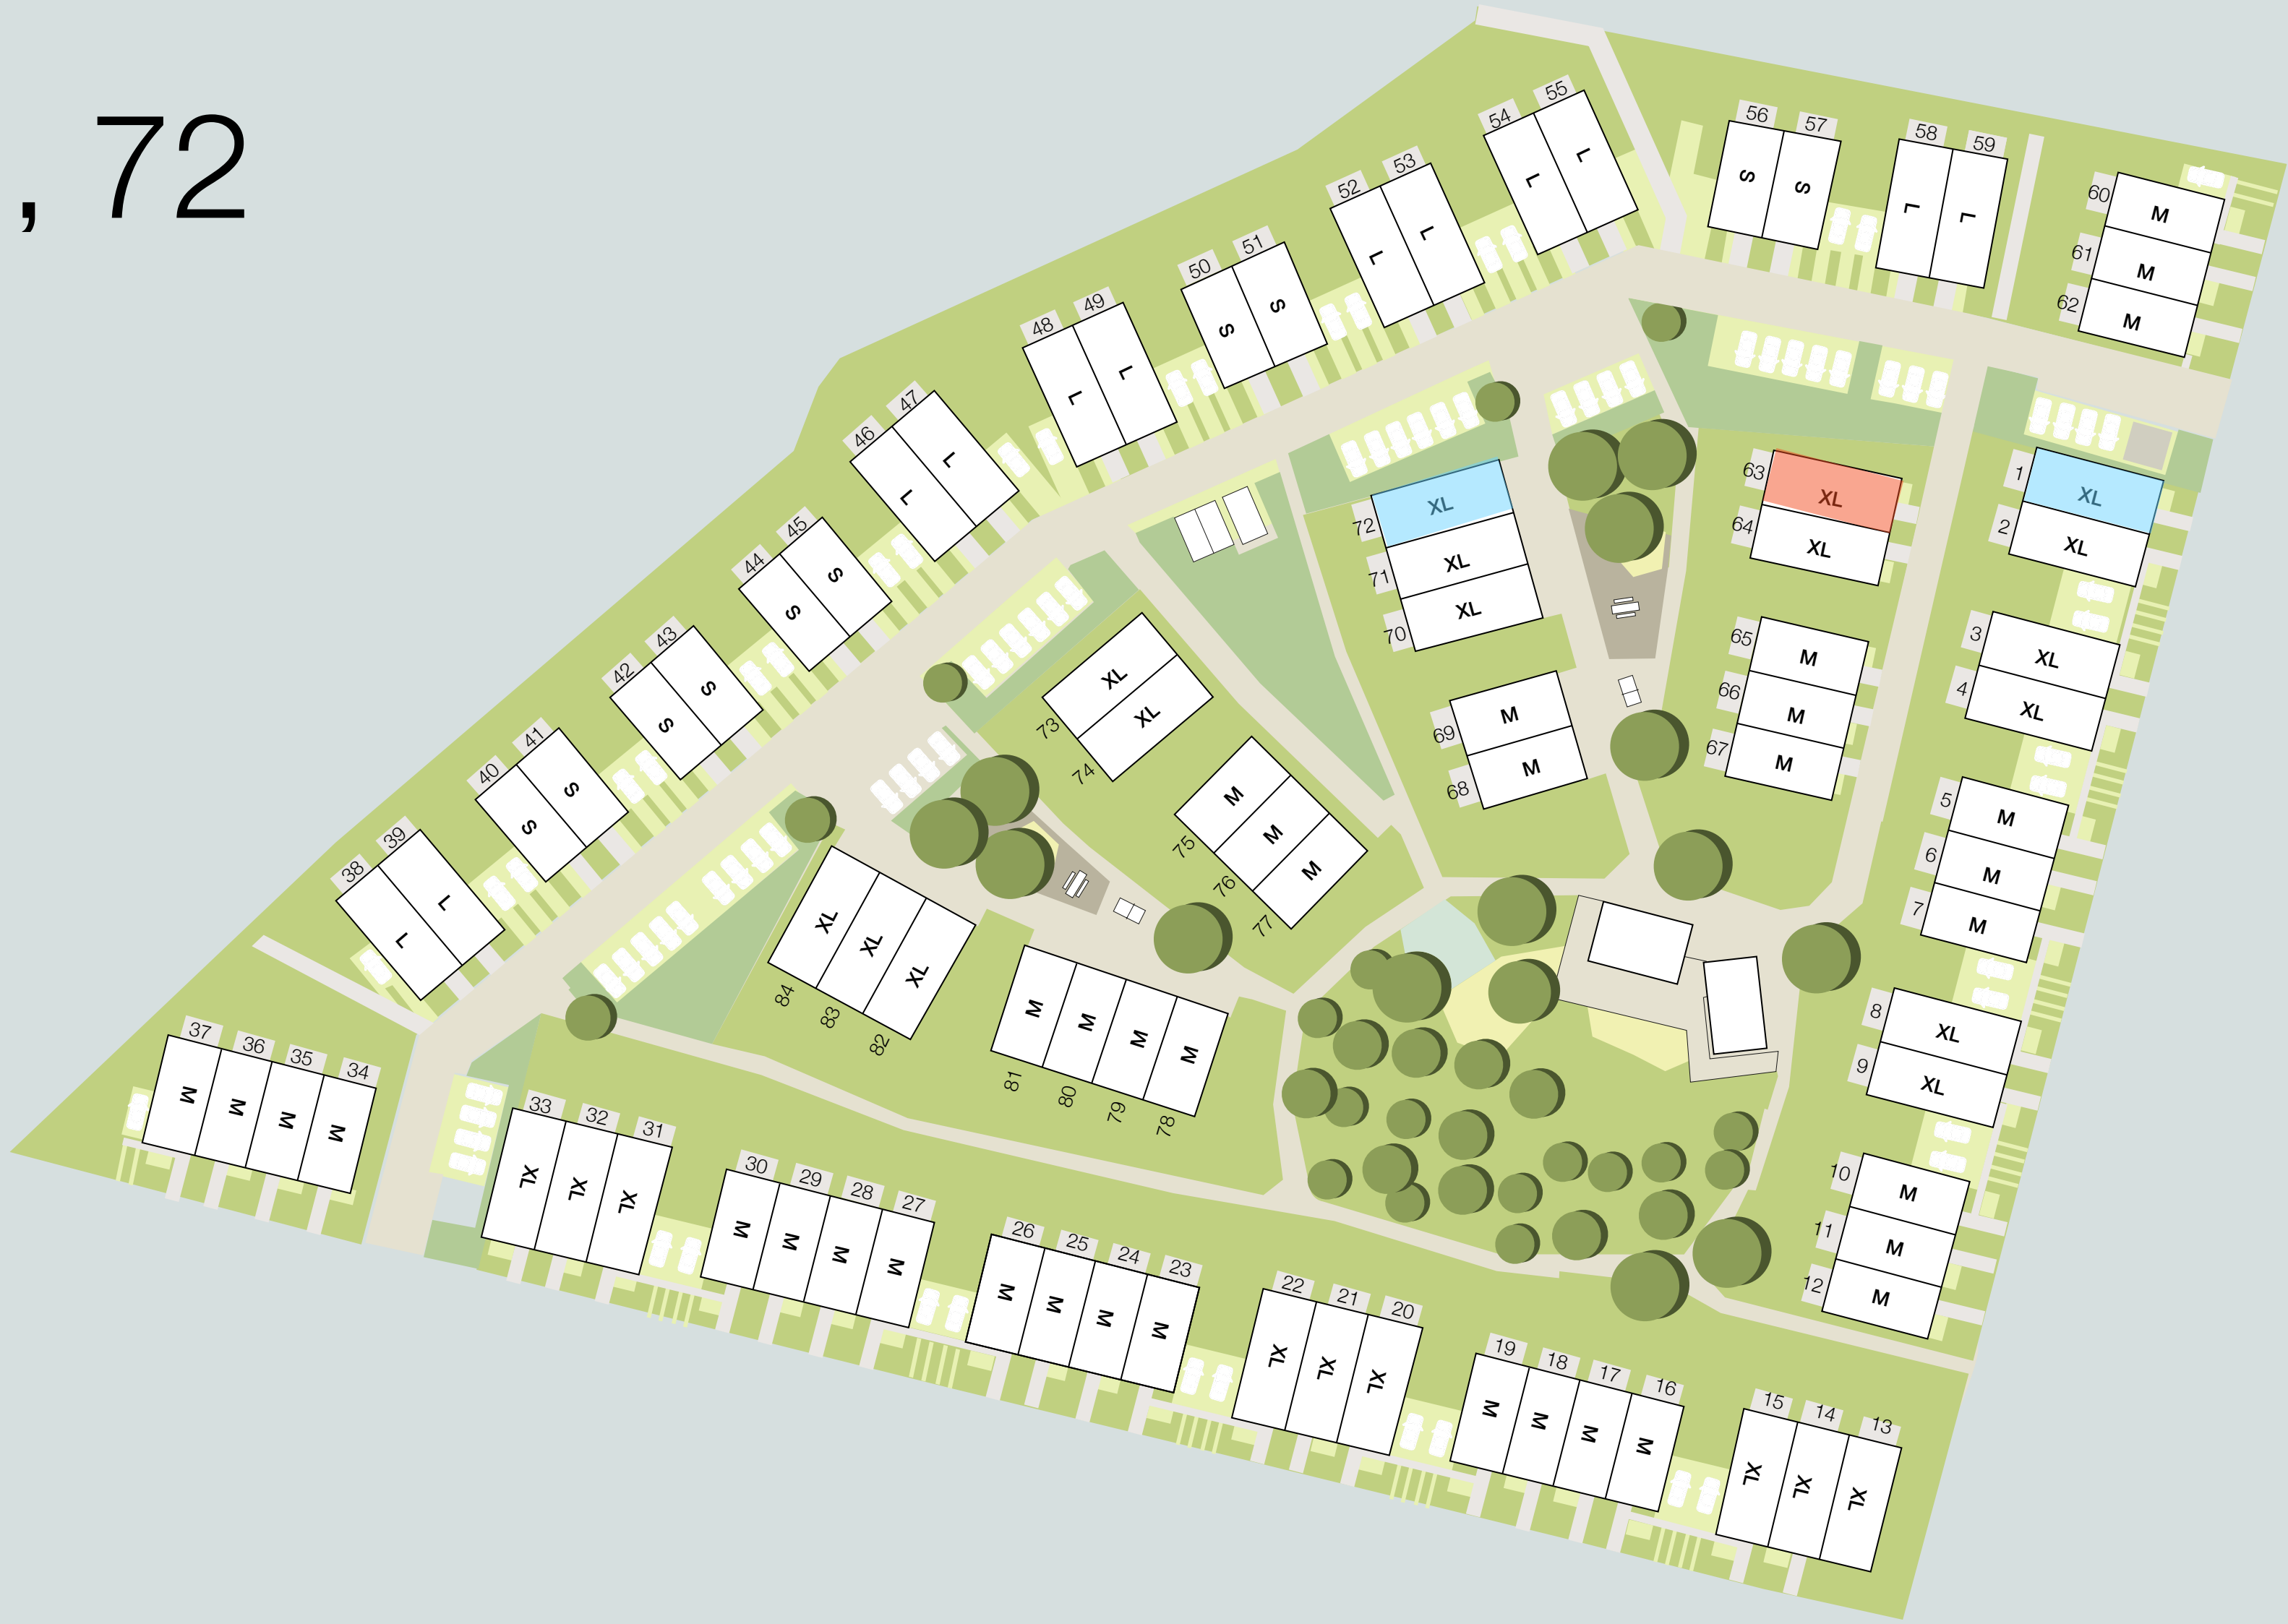 , 72
55
54
L
L
53
52
L
L
51
50
S
S
49
48
L
L
47
46
L
L
45
44
S
S
43
42
S
S
41
40
S
S
39
38
L
L
56
57
S
S
58
59
L
L
60
M
61
M
62
M
63
XL
64
XL
65
M
66
M
67
M
72
XL
71
XL
70
XL
69
M
68
M
1
XL
2
XL
3
XL
4
XL
5
M
6
M
7
M
8
XL
9
XL
10
M
11
M
12
M
73
XL
74
XL
75
M
76
M
77
M
84
XL
83
XL
82
XL
81
M
80
M
79
M
78
M
37
36
35
34
M
M
M
M
33
32
31
XL
XL
XL
30
29
28
27
M
M
M
M
26
25
24
23
M
M
M
M
22
21
20
XL
XL
XL
19
18
17
16
M
M
M
M
15
14
13
XL
XL
XL